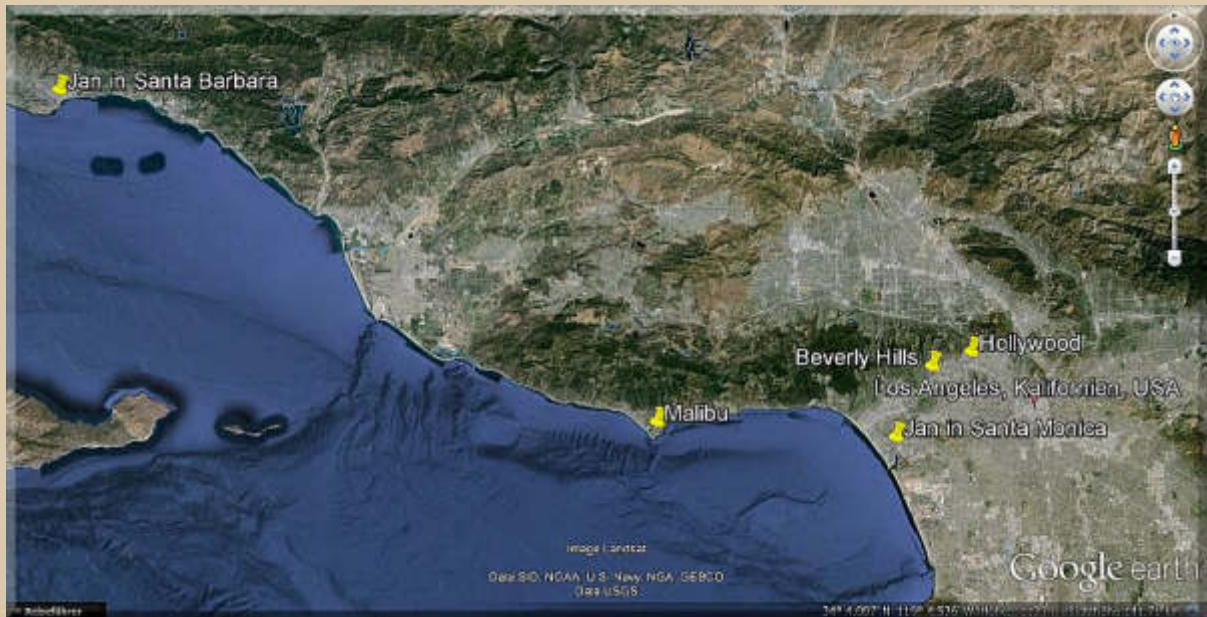 Jan in Santa Barbara
Hollywood
Beverly Hills
Los Angeles, Kalifornien, USA
Malibu
Jan in Santa Monica
Image Landsat
Data SIO, NOAA, U.S. Navy, NGA, GEBCO
Data USGS
Google earth
Reiseführer